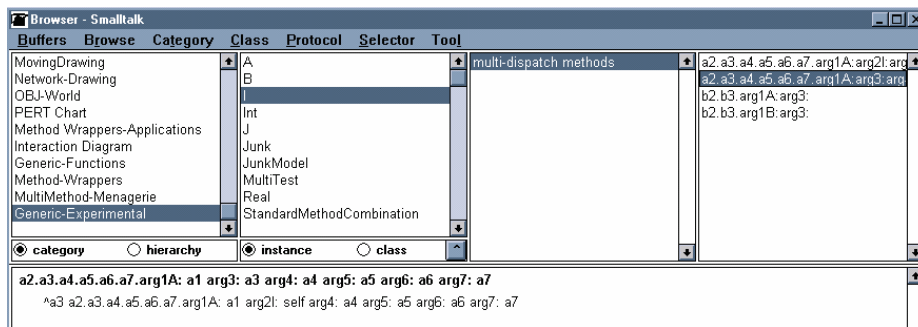 Browser - Smalltalk
Buffers Browse Category Class Protocol Selector Tool
MovingDrawing
Network-Drawing
OBJ-World
PERT Chart
Method Wrappers-Applications
Interaction Diagram
Generic-Functions
Method-Wrappers
MultiMethod-Menagerie
Generic-Experimental
category hierarchy
A
B
I
Int
J
Junk
JunkModel
MultiTest
Real
StandardMethodCombination
instance class ^
multi-dispatch methods
a2.a3.a4.a5.a6.a7.arg1A:arg2I:arg
a2.a3.a4.a5.a6.a7.arg1A:arg3:arg
b2.b3.arg1A:arg3:
b2.b3.arg1B:arg3:
a2.a3.a4.a5.a6.a7.arg1A: a1 arg3: a3 arg4: a4 arg5: a5 arg6: a6 arg7: a7
^a3 a2.a3.a4.a5.a6.a7.arg1A: a1 arg2I: self arg4: a4 arg5: a5 arg6: a6 arg7: a7